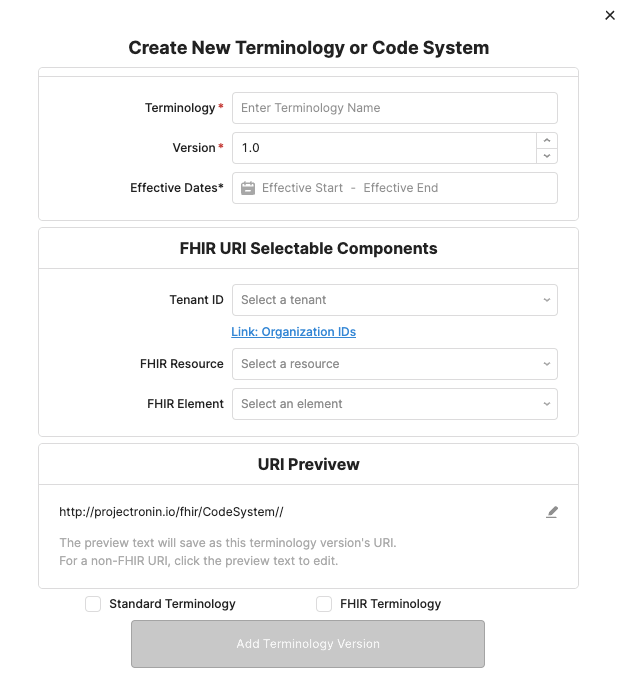 Create New Terminology or Code System
Terminology * Enter Terminology Name
Version * 1.0
Effective Dates* Effective Start - Effective End
FHIR URI Selectable Components
Tenant ID Select a tenant
Link: Organization IDs
FHIR Resource Select a resource
FHIR Element Select an element
URI Previvew
http://projectronin.io/fhir/CodeSystem//
The preview text will save as this terminology version's URI.
For a non-FHIR URI, click the preview text to edit.
Standard Terminology FHIR Terminology
Add Terminology Version